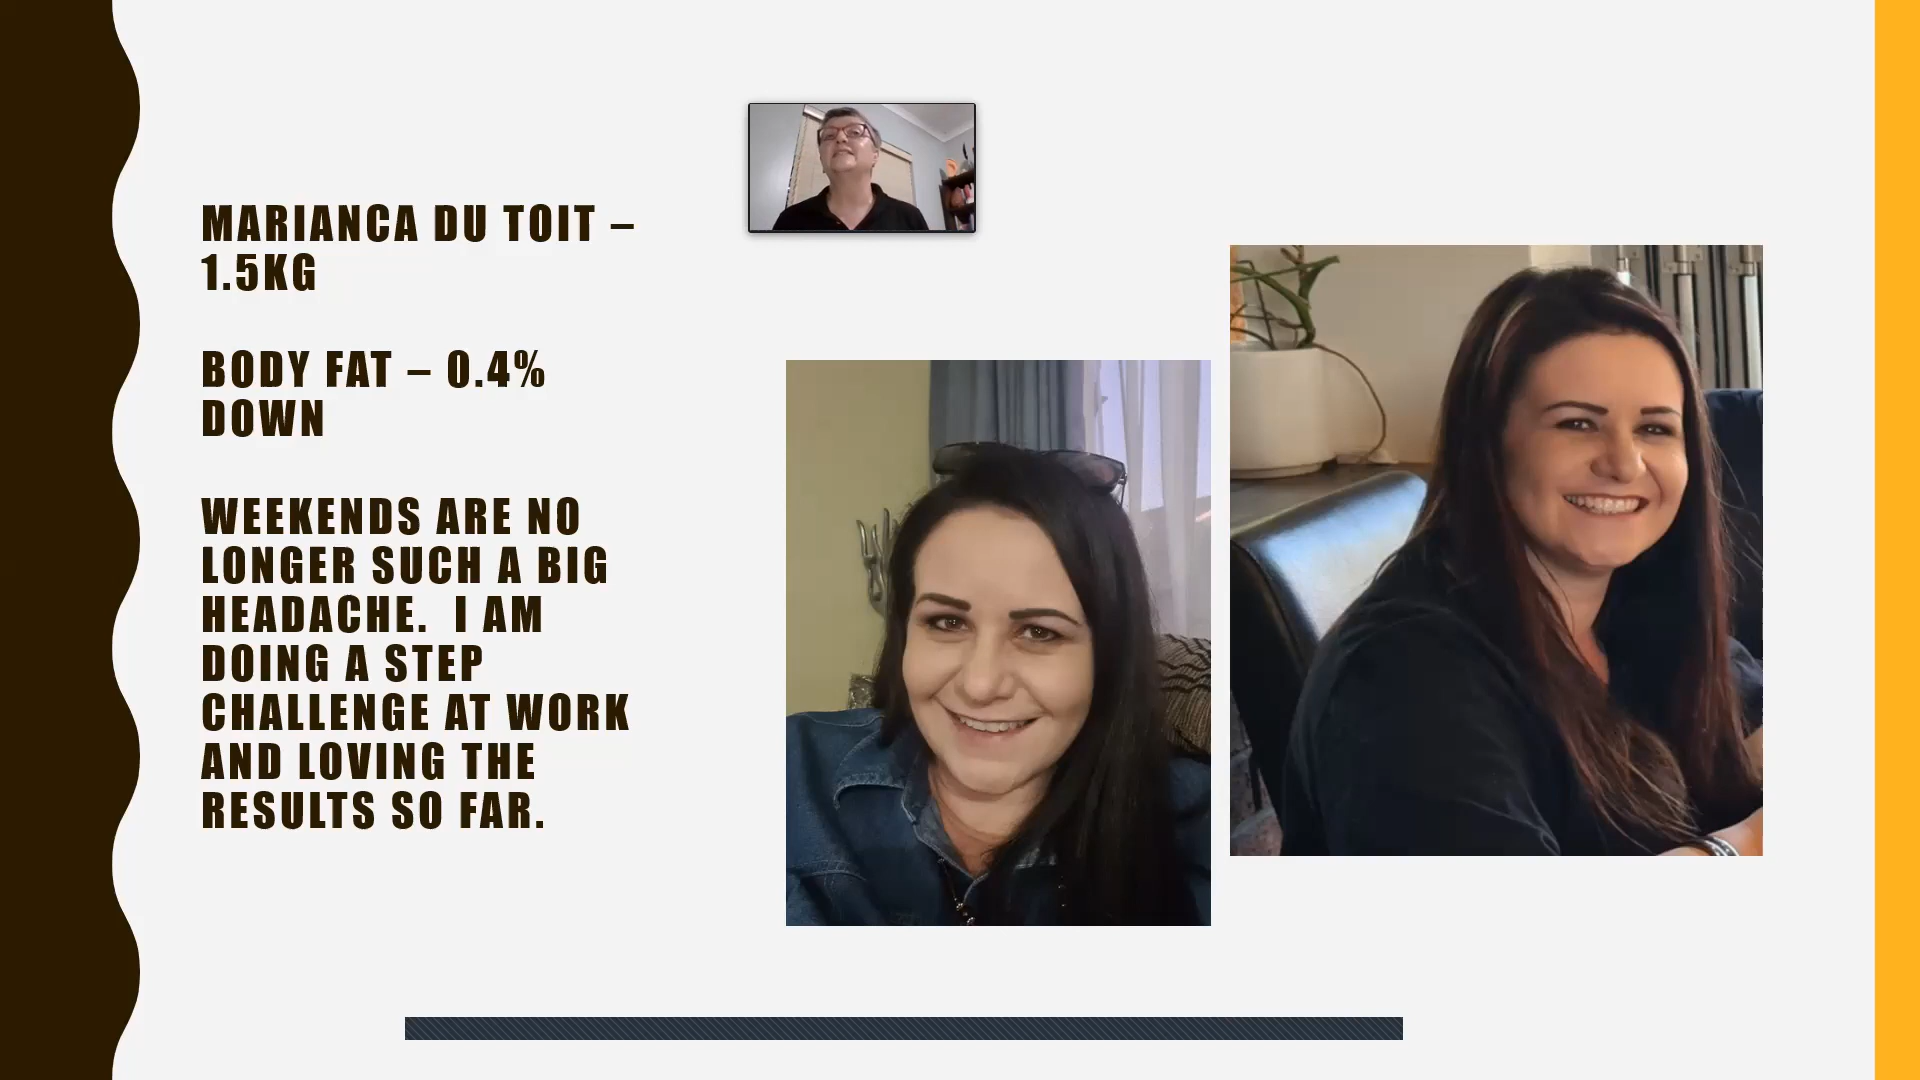 MARIANCA DU TOIT –
1.5KG
BODY FAT – 0.4%
DOWN
WEEKENDS ARE NO
LONGER SUCH A BIG
HEADACHE.  I AM
DOING A STEP
CHALLENGE AT WORK
AND LOVING THE
RESULTS SO FAR.